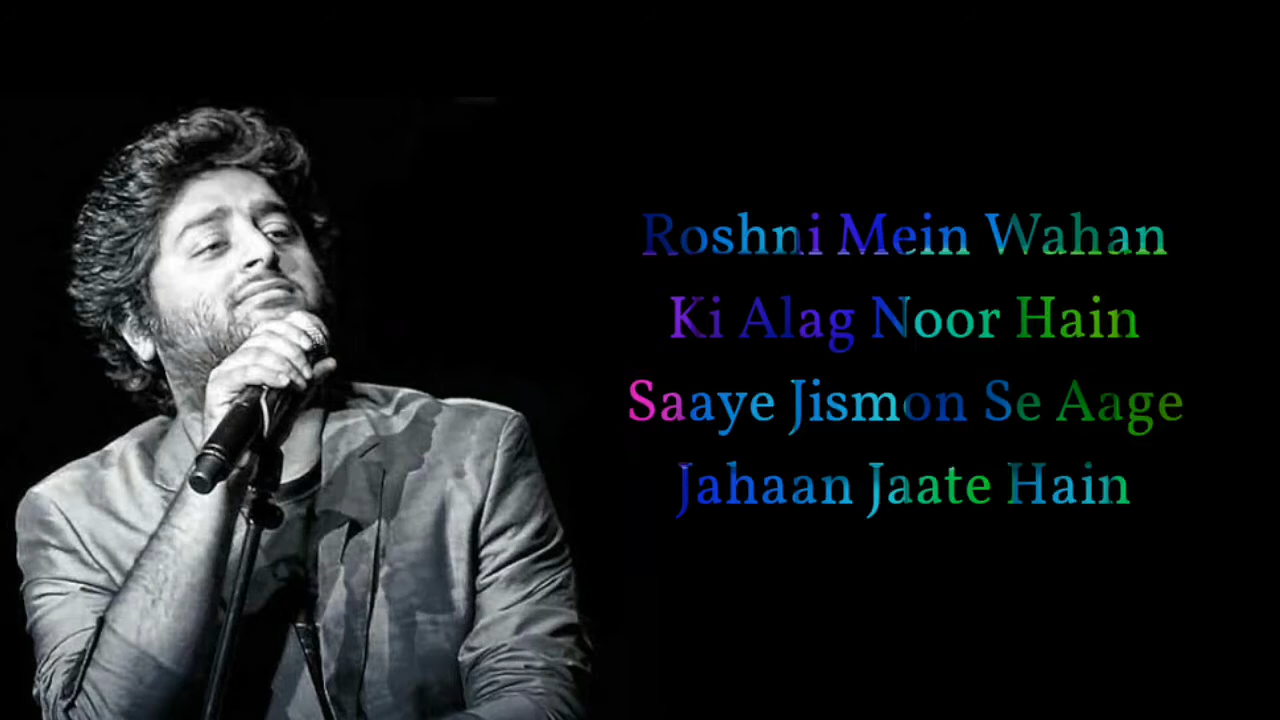 Roshni Mein Wahan
Ki Alag Noor Hain
Saaye Jismon Se Aage
Jahaan Jaate Hain